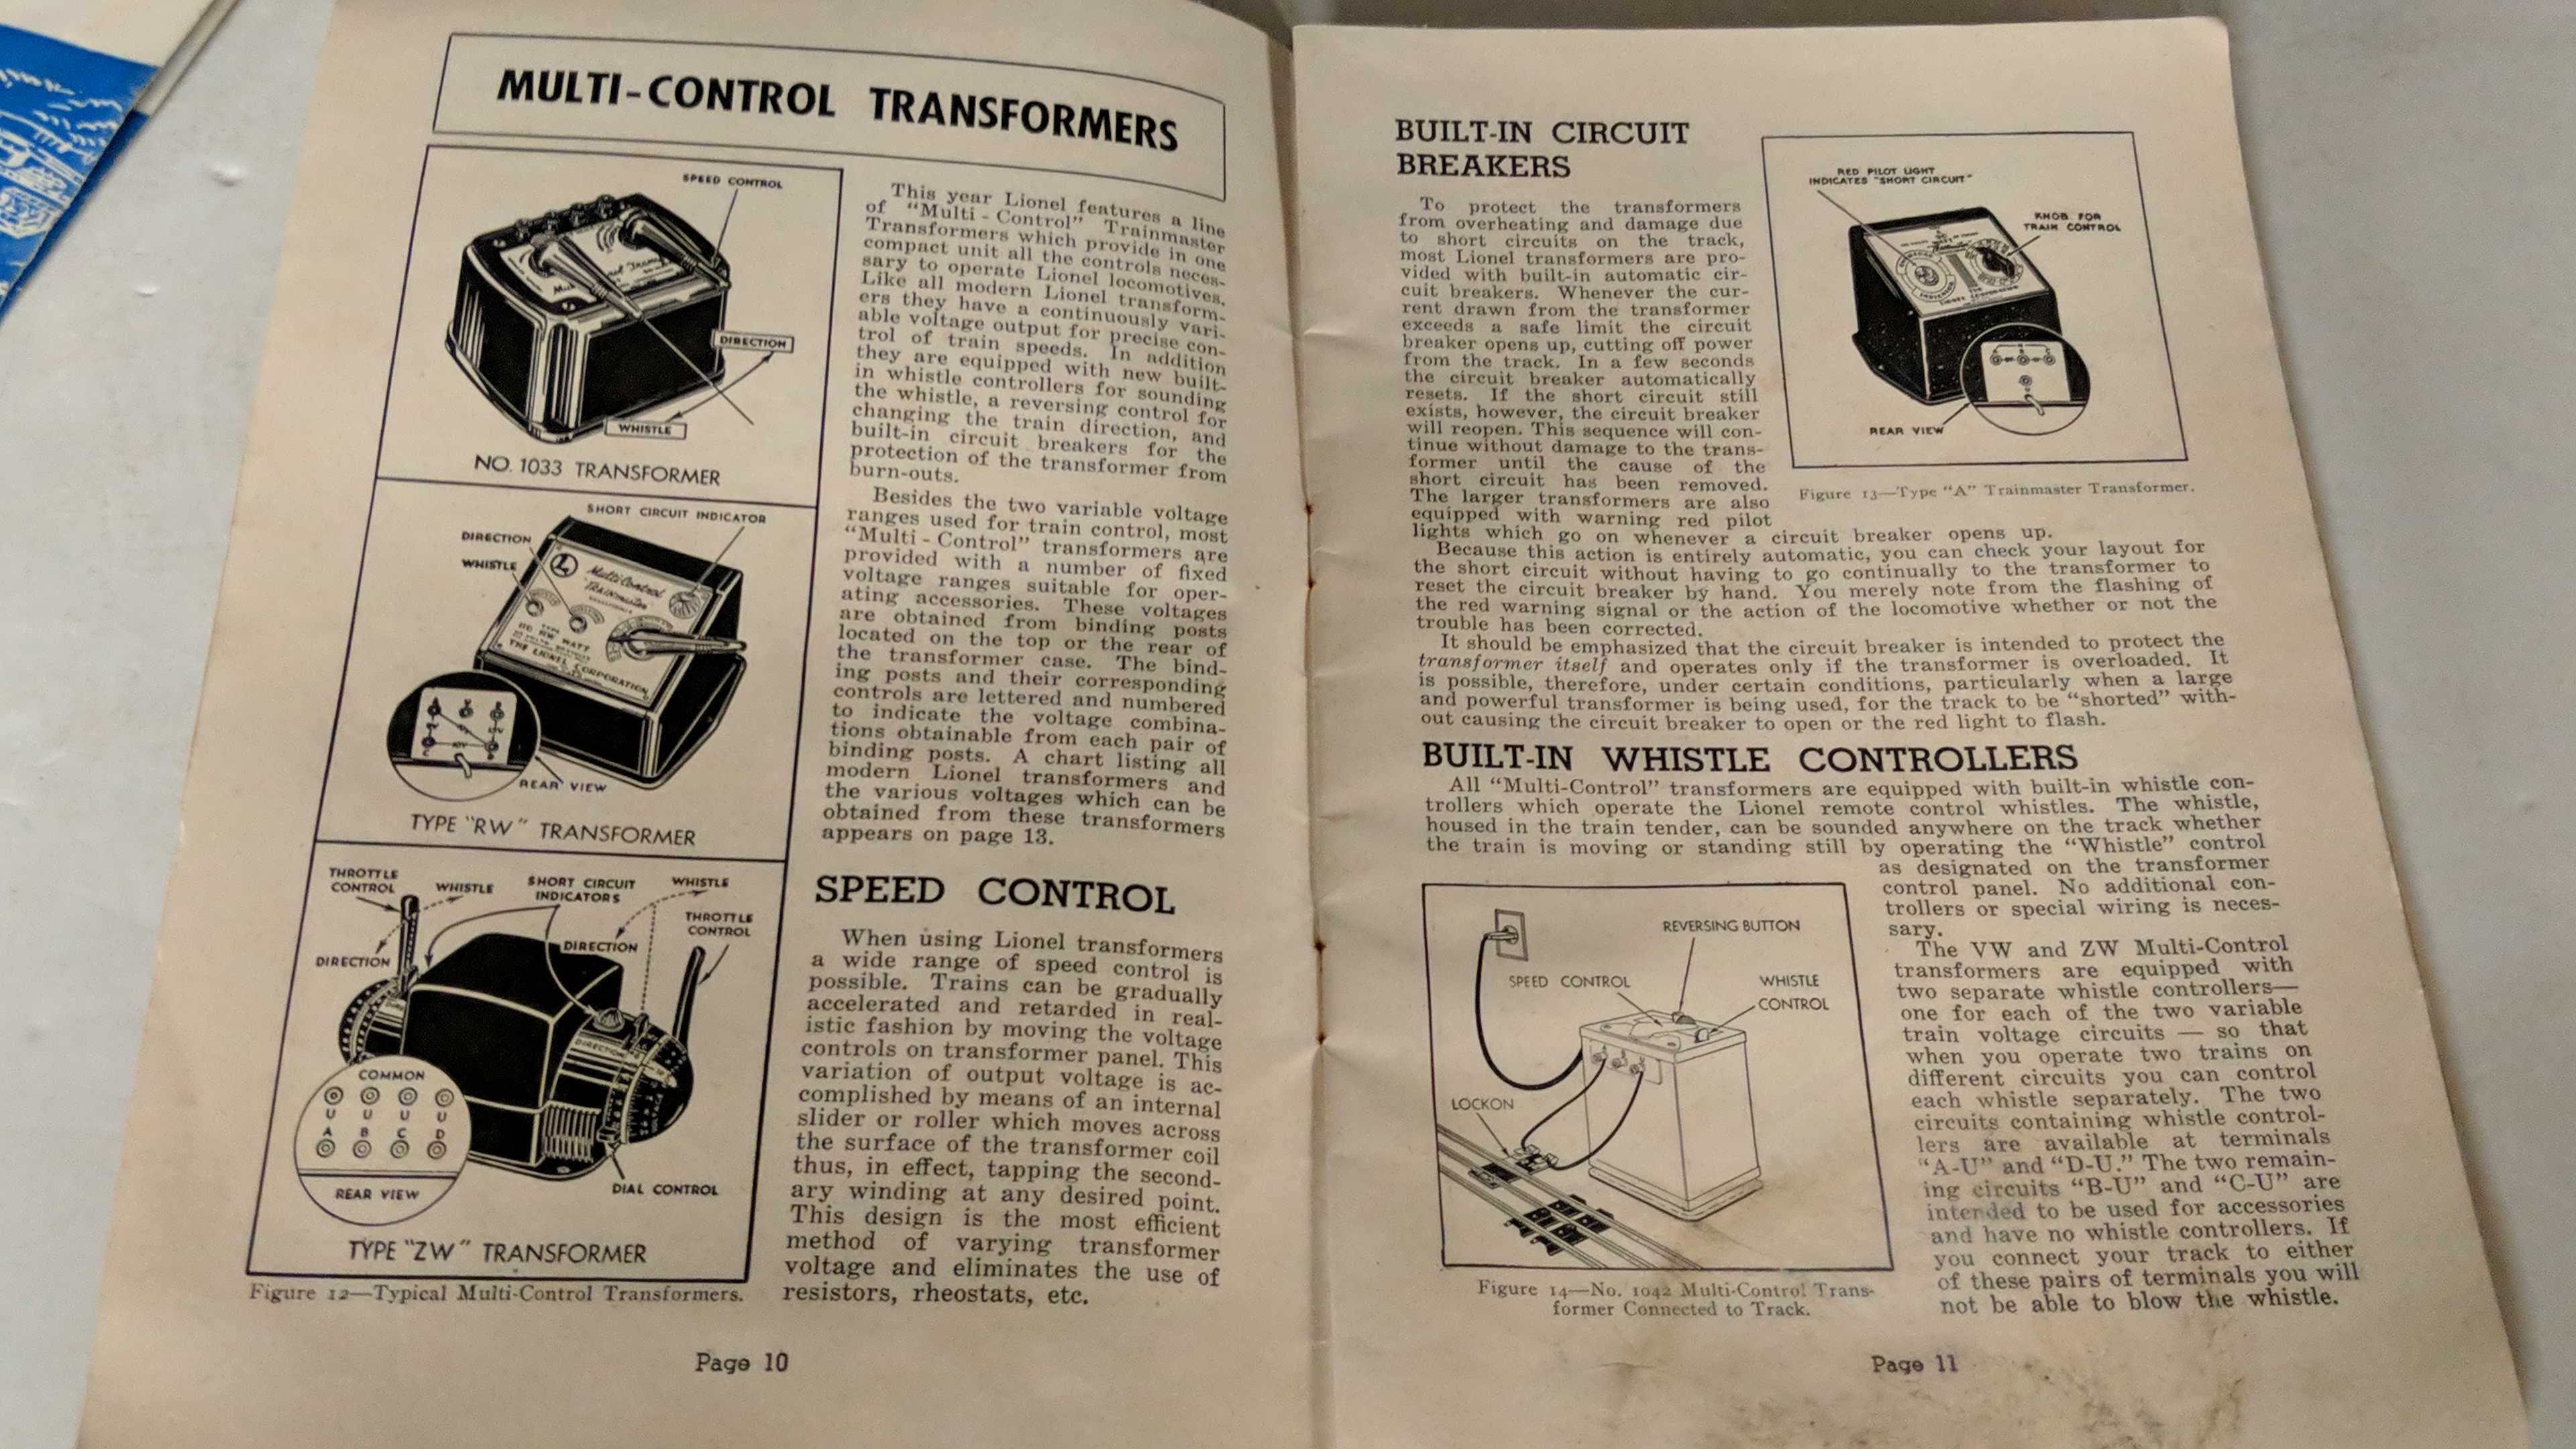 MULTI-CONTROL TRANSFORMERS
SPEED CONTROL
DIRECTION
WHISTLE
NO. 1033 TRANSFORMER
SHORT CIRCUIT INDICATOR
DIRECTION
WHISTLE
Multi-Control
TRAINmaster
THE LIONEL CORPORATION
REAR VIEW
TYPE "RW" TRANSFORMER
THROTTLE
CONTROL
WHISTLE
SHORT CIRCUIT
INDICATORS
WHISTLE
THROTTLE
CONTROL
DIRECTION
DIRECTION
DIRECTION
COMMON
U U U U
A B C D
REAR VIEW
DIAL CONTROL
TYPE "ZW" TRANSFORMER
Figure 12—Typical Multi-Control Transformers.
This year Lionel features a line
of "Multi - Control" Trainmaster
Transformers which provide in one
compact unit all the controls neces-
sary to operate Lionel locomotives.
Like all modern Lionel transform-
ers they have a continuously vari-
able voltage output for precise con-
trol of train speeds. In addition
they are equipped with new built-
in whistle controllers for sounding
the whistle, a reversing control for
changing the train direction, and
built-in circuit breakers for the
protection of the transformer from
burn-outs.
Besides the two variable voltage
ranges used for train control, most
"Multi - Control" transformers are
provided with a number of fixed
voltage ranges suitable for oper-
ating accessories. These voltages
are obtained from binding posts
located on the top or the rear of
the transformer case. The bind-
ing posts and their corresponding
controls are lettered and numbered
to indicate the voltage combina-
tions obtainable from each pair of
binding posts. A chart listing all
modern Lionel transformers and
the various voltages which can be
obtained from these transformers
appears on page 13.
SPEED CONTROL
When using Lionel transformers
a wide range of speed control is
possible. Trains can be gradually
accelerated and retarded in real-
istic fashion by moving the voltage
controls on transformer panel. This
variation of output voltage is ac-
complished by means of an internal
slider or roller which moves across
the surface of the transformer coil
thus, in effect, tapping the second-
ary winding at any desired point.
This design is the most efficient
method of varying transformer
voltage and eliminates the use of
resistors, rheostats, etc.
Page 10
BUILT-IN CIRCUIT
BREAKERS
To protect the transformers
from overheating and damage due
to short circuits on the track,
most Lionel transformers are pro-
vided with built-in automatic cir-
cuit breakers. Whenever the cur-
rent drawn from the transformer
exceeds a safe limit the circuit
breaker opens up, cutting off power
from the track. In a few seconds
the circuit breaker automatically
resets. If the short circuit still
exists, however, the circuit breaker
will reopen. This sequence will con-
tinue without damage to the trans-
former until the cause of the
short circuit has been removed.
The larger transformers are also
equipped with warning red pilot
lights which go on whenever a circuit breaker opens up.
RED PILOT LIGHT
INDICATES "SHORT CIRCUIT"
KNOB FOR
TRAIN CONTROL
REAR VIEW
Figure 13—Type "A" Trainmaster Transformer.
Because this action is entirely automatic, you can check your layout for
the short circuit without having to go continually to the transformer to
reset the circuit breaker by hand. You merely note from the flashing of
the red warning signal or the action of the locomotive whether or not the
trouble has been corrected.
It should be emphasized that the circuit breaker is intended to protect the
transformer itself and operates only if the transformer is overloaded. It
is possible, therefore, under certain conditions, particularly when a large
and powerful transformer is being used, for the track to be "shorted" with-
out causing the circuit breaker to open or the red light to flash.
BUILT-IN WHISTLE CONTROLLERS
All "Multi-Control" transformers are equipped with built-in whistle con-
trollers which operate the Lionel remote control whistles. The whistle,
housed in the train tender, can be sounded anywhere on the track whether
the train is moving or standing still by operating the "Whistle" control
as designated on the transformer
control panel. No additional con-
trollers or special wiring is neces-
sary.
The VW and ZW Multi-Control
transformers are equipped with
two separate whistle controllers—
one for each of the two variable
train voltage circuits — so that
when you operate two trains on
different circuits you can control
each whistle separately. The two
circuits containing whistle control-
lers are available at terminals
"A-U" and "D-U." The two remain-
ing circuits "B-U" and "C-U" are
intended to be used for accessories
and have no whistle controllers. If
you connect your track to either
of these pairs of terminals you will
not be able to blow the whistle.
REVERSING BUTTON
SPEED CONTROL
WHISTLE
CONTROL
LOCKON
Figure 14—No. 1042 Multi-Control Trans-
former Connected to Track.
Page 11